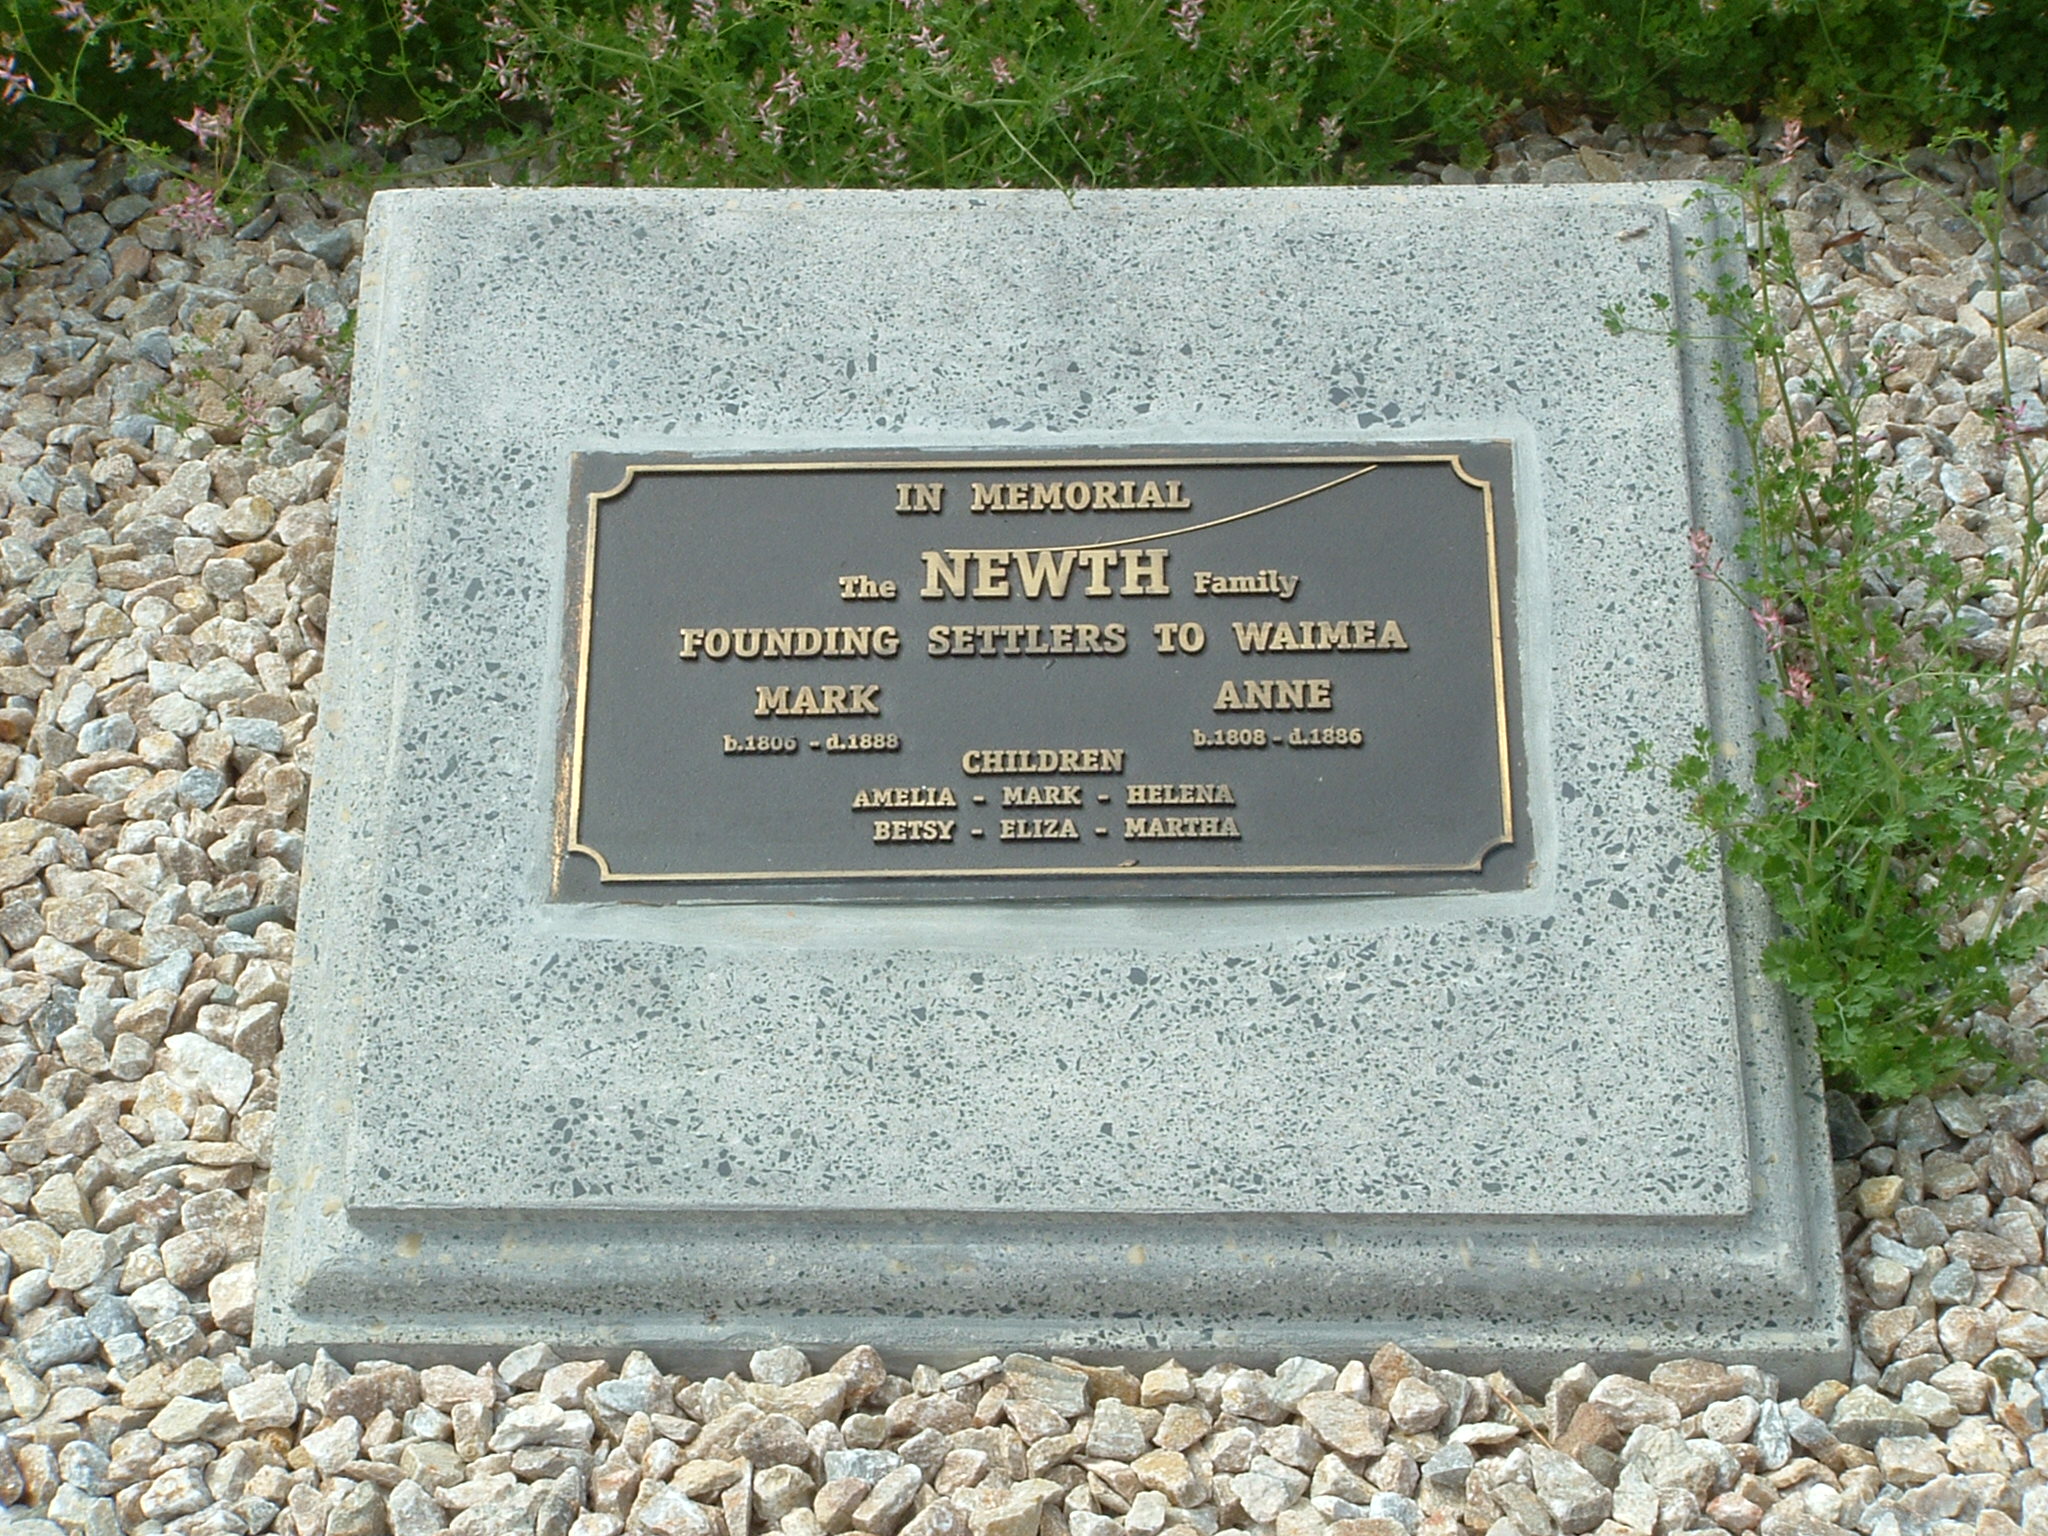 IN MEMORIAL
The NEWTH Family
FOUNDING SETTLERS TO WAIMEA
MARK ANNE
b.1806 - d.1888 b.1808 - d.1886
CHILDREN
AMELIA - MARK - HELENA
BETSY - ELIZA - MARTHA